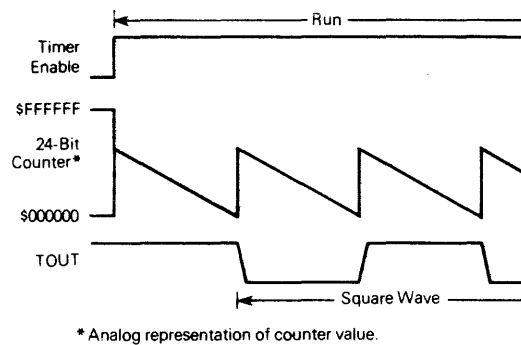 Run
Timer
Enable
$FFFFFF
24-Bit
Counter*
$000000
TOUT
Square Wave
*Analog representation of counter value.